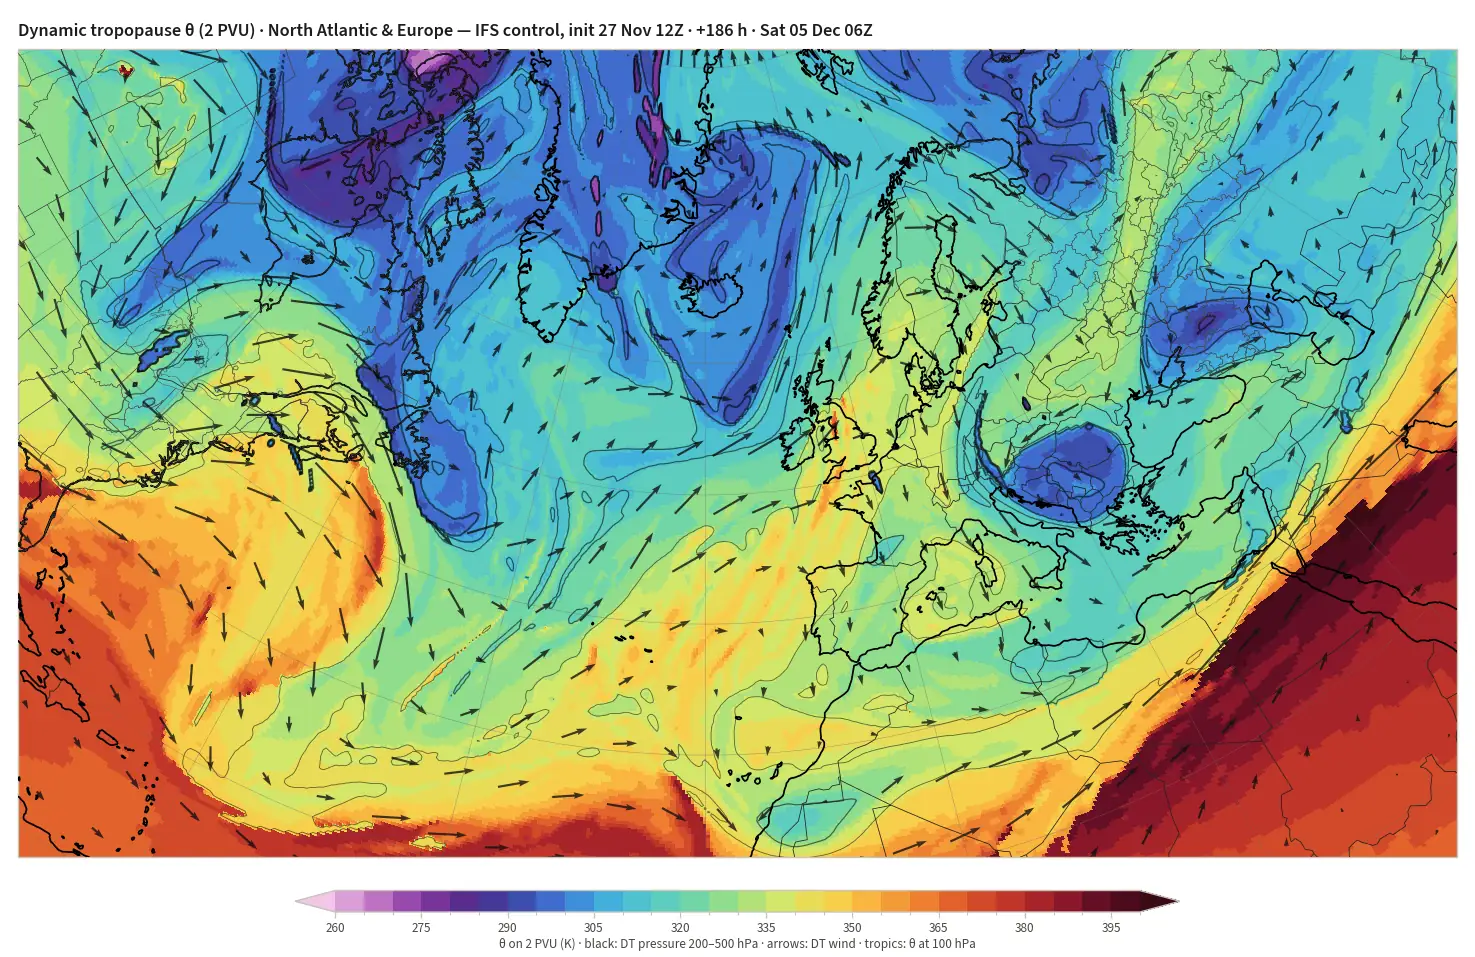 Dynamic tropopause θ (2 PVU) · North Atlantic & Europe — IFS control, init 27 Nov 12Z · +186 h · Sat 05 Dec 06Z
260 275 290 305 320 335 350 365 380 395
θ on 2 PVU (K) · black: DT pressure 200–500 hPa · arrows: DT wind · tropics: θ at 100 hPa